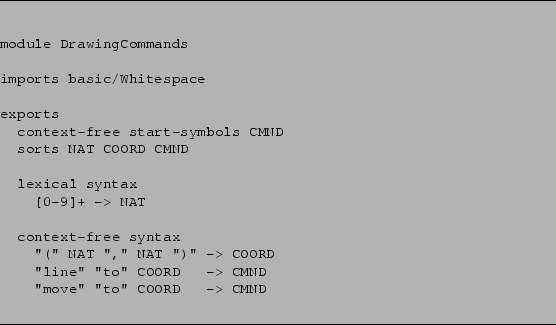 module DrawingCommands
imports basic/Whitespace
exports
context-free start-symbols CMND
sorts NAT COORD CMND
lexical syntax
[0-9]+ -> NAT
context-free syntax
"(" NAT "," NAT ")" -> COORD
"line" "to" COORD -> CMND
"move" "to" COORD -> CMND